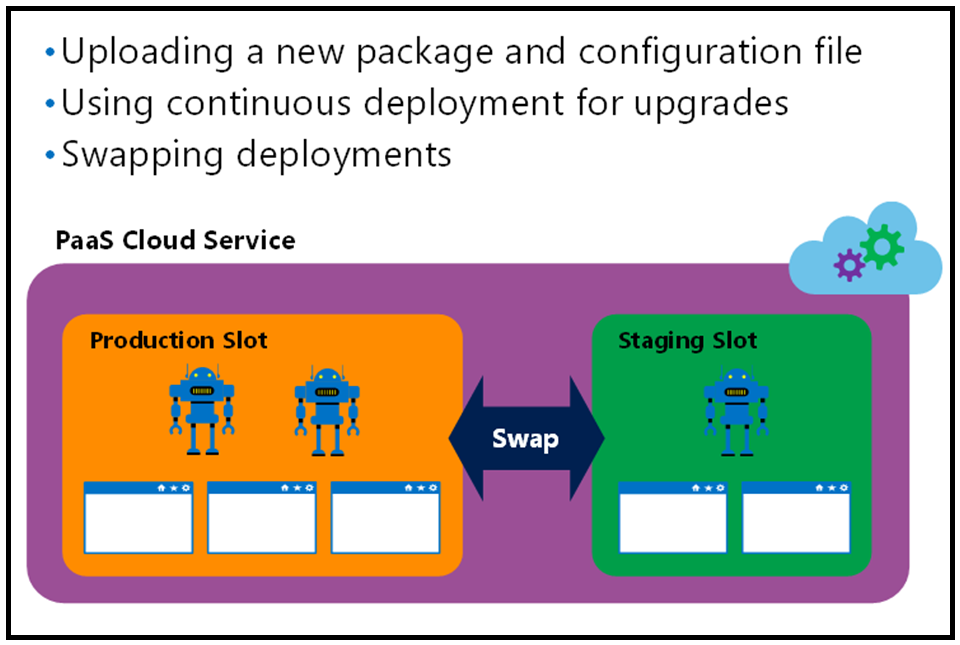 • Uploading a new package and configuration file
• Using continuous deployment for upgrades
• Swapping deployments
PaaS Cloud Service
Production Slot
Staging Slot
Swap